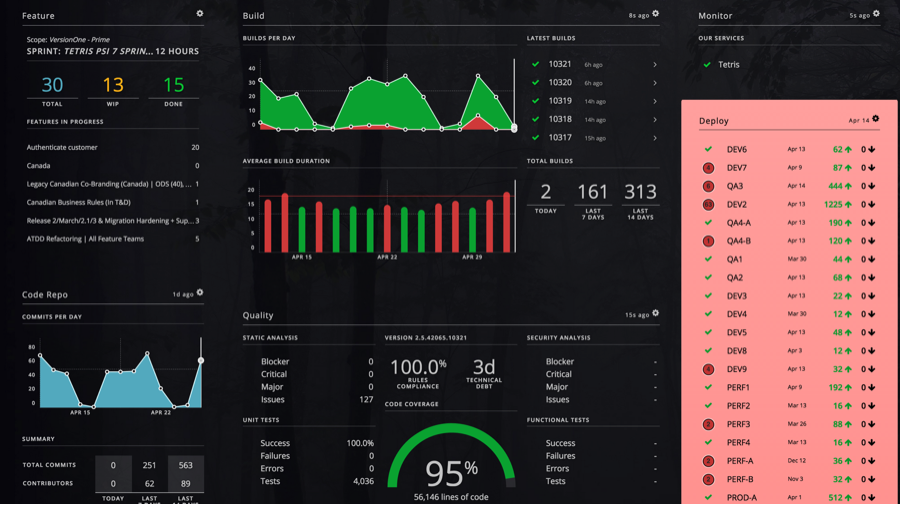 Feature
Scope: VersionOne - Prime
SPRINT: TETRIS PSI 7 SPRIN... 12 HOURS
30 13 15
TOTAL WIP DONE
FEATURES IN PROGRESS
Authenticate customer 20
Canada 0
Legacy Canadian Co-Branding (Canada) | ODS (40), ... 1
Canadian Business Rules (In T&D) 1
Release 2/March/2.1/3 & Migration Hardening + Sup... 3
ATDD Refactoring | All Feature Teams 5
Code Repo 1d ago
COMMITS PER DAY
80
60
40
20
0
APR 15 APR 22
SUMMARY
TOTAL COMMITS 0 251 563
CONTRIBUTORS 0 62 89
TODAY LAST LAST
Build 8s ago
BUILDS PER DAY
40
30
20
10
0
LATEST BUILDS
10321 6h ago
10320 6h ago
10319 14h ago
10318 14h ago
10317 15h ago
AVERAGE BUILD DURATION
20
15
10
5
0
APR 15 APR 22 APR 29
TOTAL BUILDS
2 161 313
TODAY LAST 7 DAYS LAST 14 DAYS
Quality 15s ago
STATIC ANALYSIS
Blocker 0
Critical 0
Major 0
Issues 127
UNIT TESTS
Success 100.0%
Failures 0
Errors 0
Tests 4,036
VERSION 2.5.42065.10321
100.0% 3d
RULES COMPLIANCE TECHNICAL DEBT
CODE COVERAGE
95%
56,146 lines of code
SECURITY ANALYSIS
Blocker -
Critical -
Major -
Issues -
FUNCTIONAL TESTS
Success -
Failures -
Errors -
Tests -
Monitor 5s ago
OUR SERVICES
Tetris
Deploy Apr 14
DEV6 Apr 13 62 0
DEV7 Apr 9 87 0
QA3 Apr 14 444 0
DEV2 Apr 13 1225 0
QA4-A Apr 13 190 0
1 QA4-B Apr 13 120 0
QA1 Mar 30 44 0
QA2 Apr 13 68 0
DEV3 Apr 13 22 0
DEV4 Mar 30 12 0
DEV5 Apr 13 48 0
DEV8 Apr 3 12 0
DEV9 Apr 13 32 0
PERF1 Apr 9 192 0
PERF2 Mar 13 16 0
2 PERF3 Mar 26 88 0
PERF4 Mar 13 16 0
2 PERF-A Dec 12 36 0
2 PERF-B Nov 3 32 0
PROD-A Apr 1 512 0